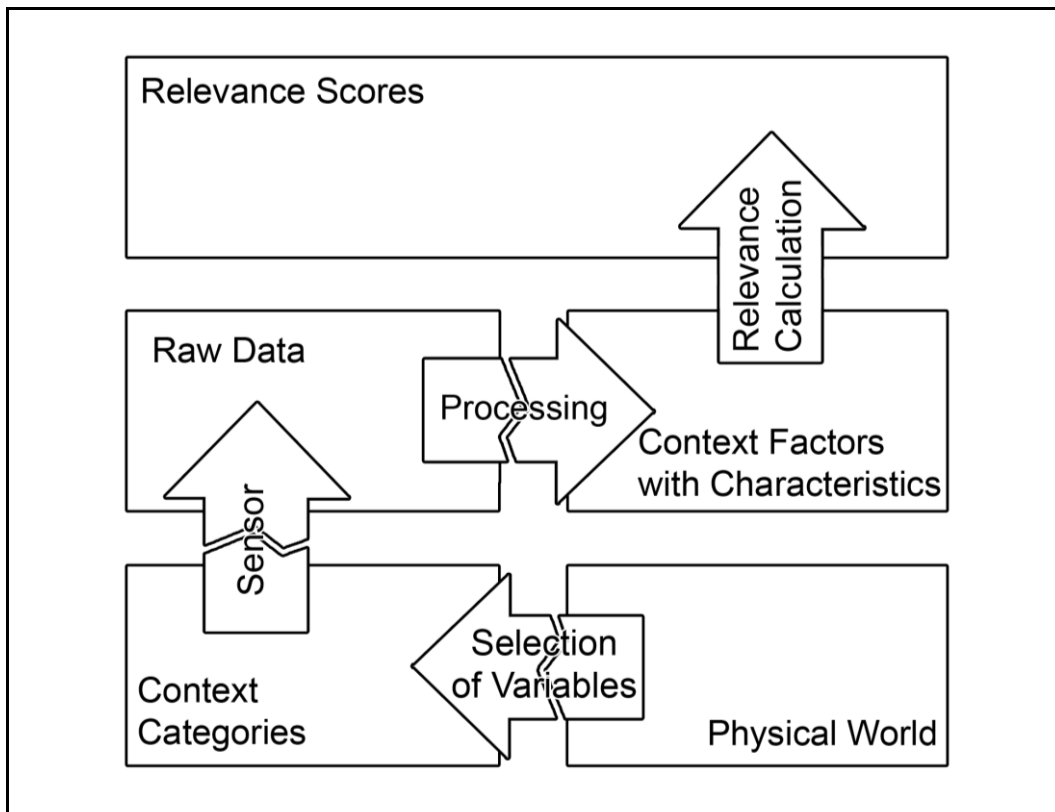 Relevance Scores
Relevance
Calculation
Raw Data
Processing
Context Factors
with Characteristics
Sensor
Selection
of Variables
Context
Categories
Physical World